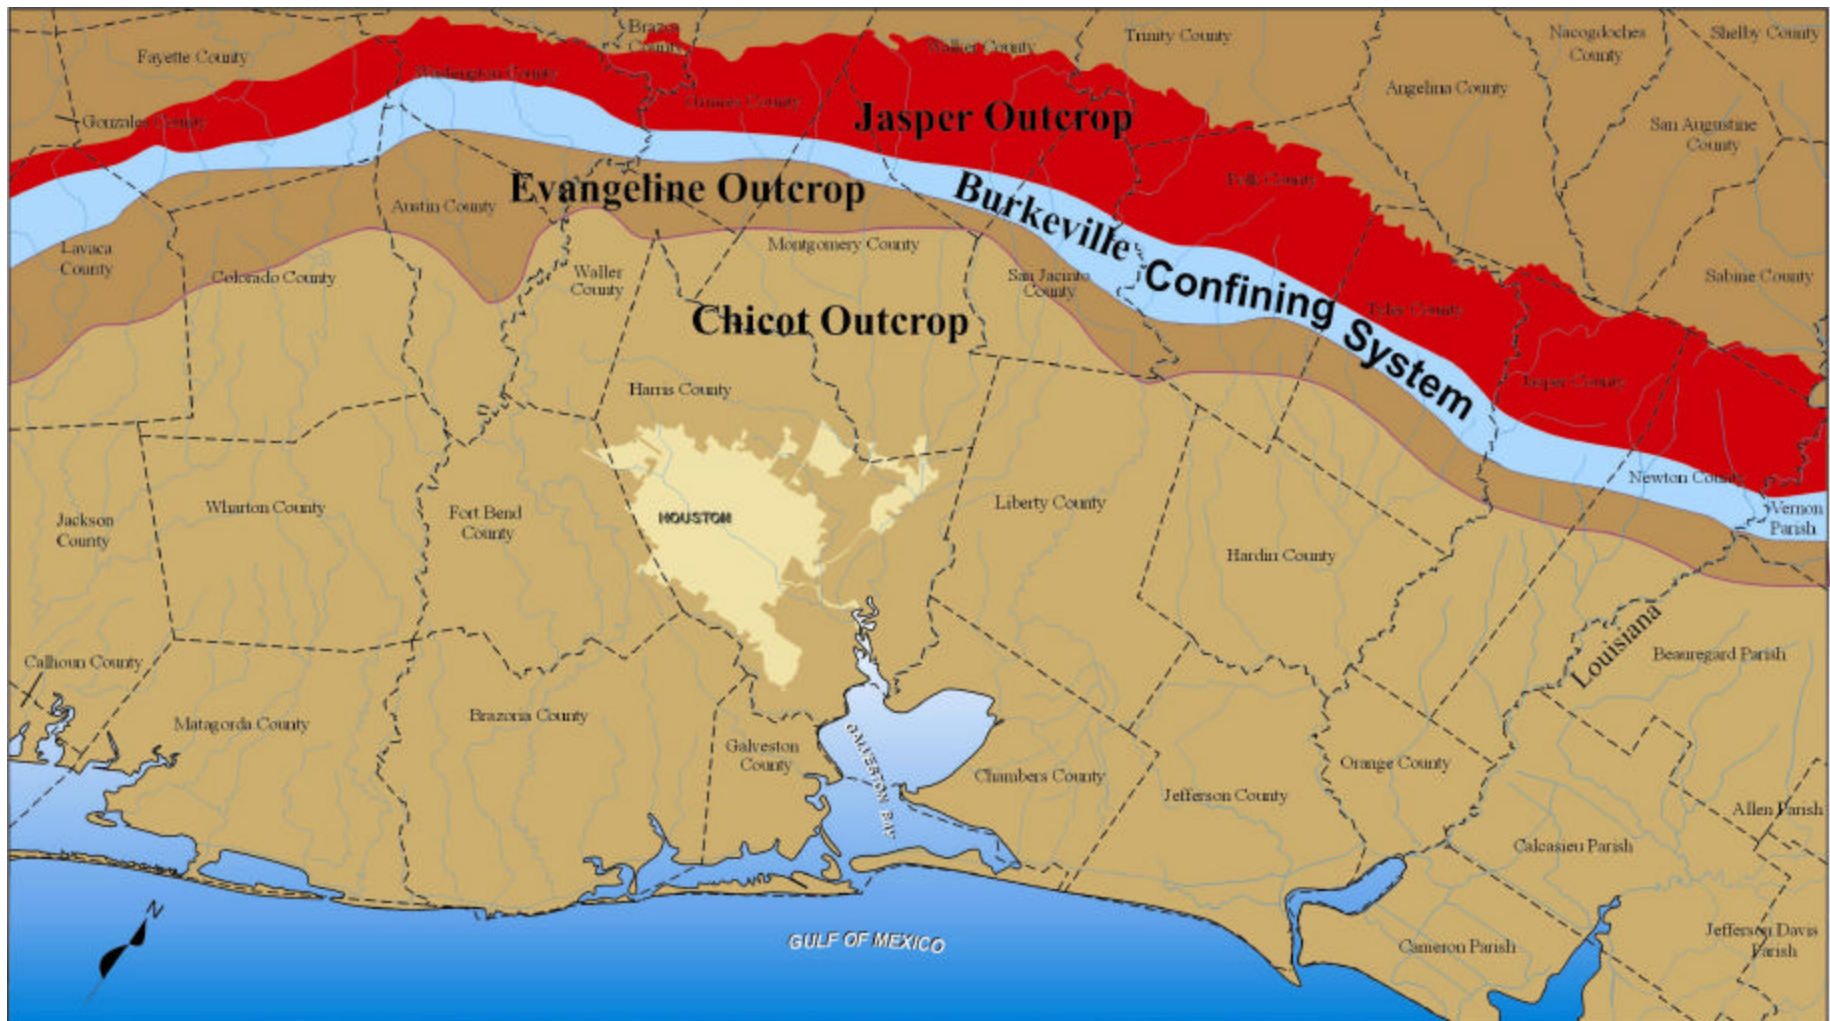 Fayette County
Brazos
County
Walker County
Trinity County
Nacogdoches
County
Shelby County
Washington County
Grimes County
Angelina County
Gonzales County
Jasper Outcrop
San Augustine
County
Polk County
Evangeline Outcrop
Burkeville Confining System
Austin County
Lavaca
County
Colorado County
Waller
County
Montgomery County
San Jacinto
County
Sabine County
Tyler County
Chicot Outcrop
Harris County
Jasper County
Newton County
Vernon
Parish
HOUSTON
Liberty County
Wharton County
Fort Bend
County
Jackson
County
Hardin County
Louisiana
Beauregard Parish
Calhoun County
Matagorda County
Brazoria County
Galveston
County
GALVESTON BAY
Chambers County
Jefferson County
Orange County
Allen Parish
Calcasieu Parish
N
GULF OF MEXICO
Cameron Parish
Jefferson Davis
Parish